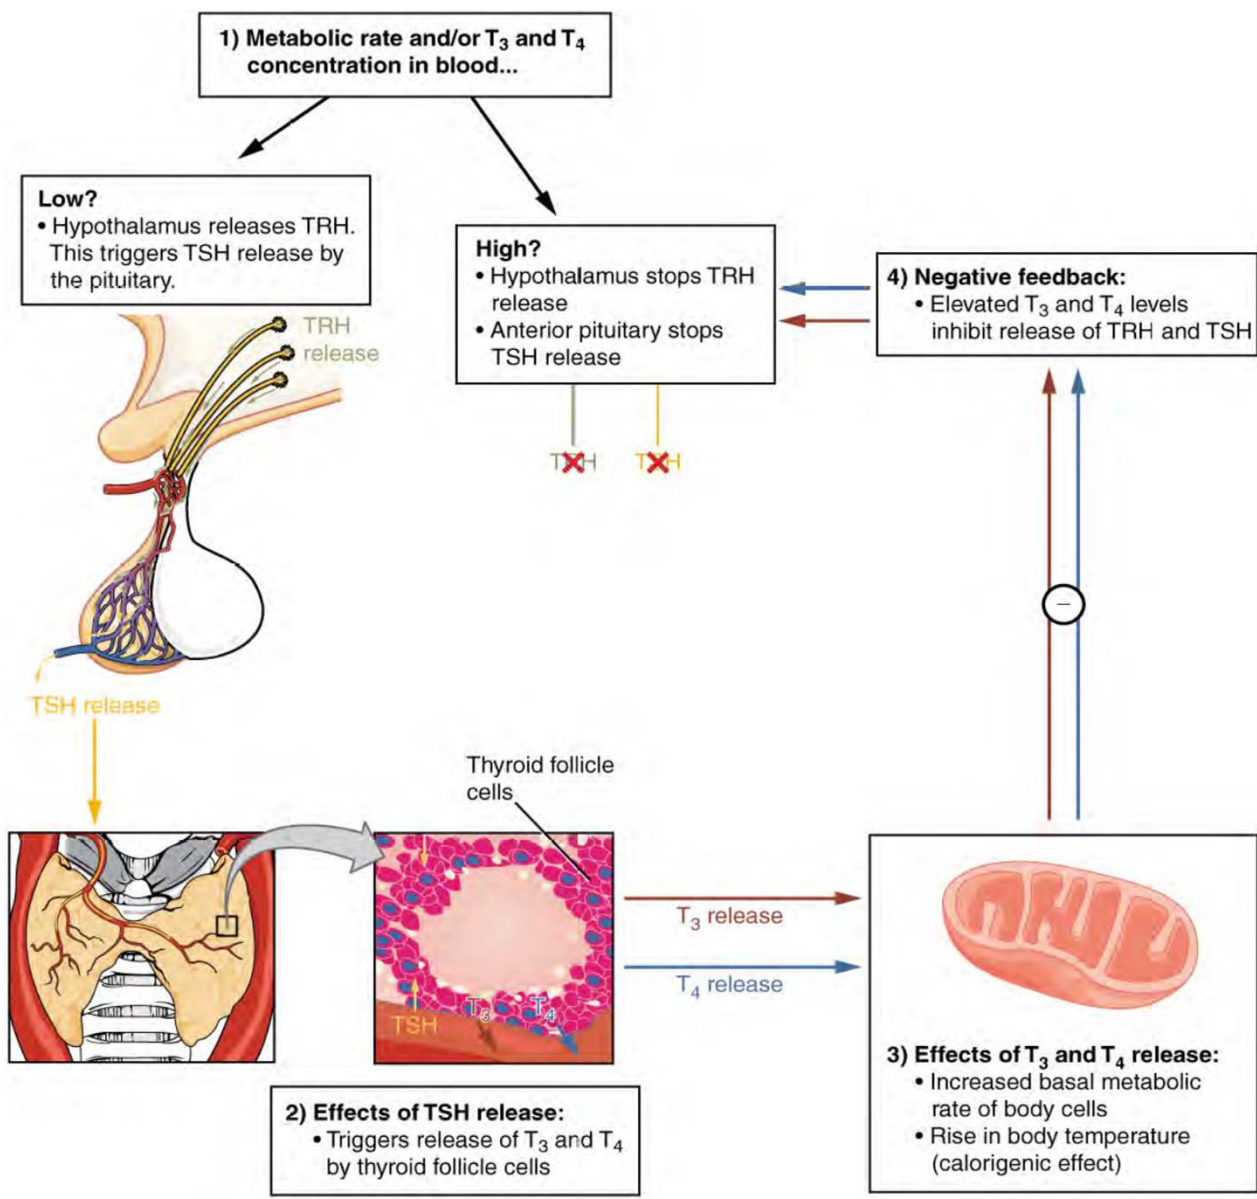 1) Metabolic rate and/or T3 and T4
concentration in blood...
Low?
• Hypothalamus releases TRH.
This triggers TSH release by
the pituitary.
High?
• Hypothalamus stops TRH
release
• Anterior pituitary stops
TSH release
4) Negative feedback:
• Elevated T3 and T4 levels
inhibit release of TRH and TSH
TRH
release
TRH
TSH
–
TSH release
Thyroid follicle
cells
T3 release
T4 release
TSH
T3
T4
2) Effects of TSH release:
• Triggers release of T3 and T4
by thyroid follicle cells
3) Effects of T3 and T4 release:
• Increased basal metabolic
rate of body cells
• Rise in body temperature
(calorigenic effect)